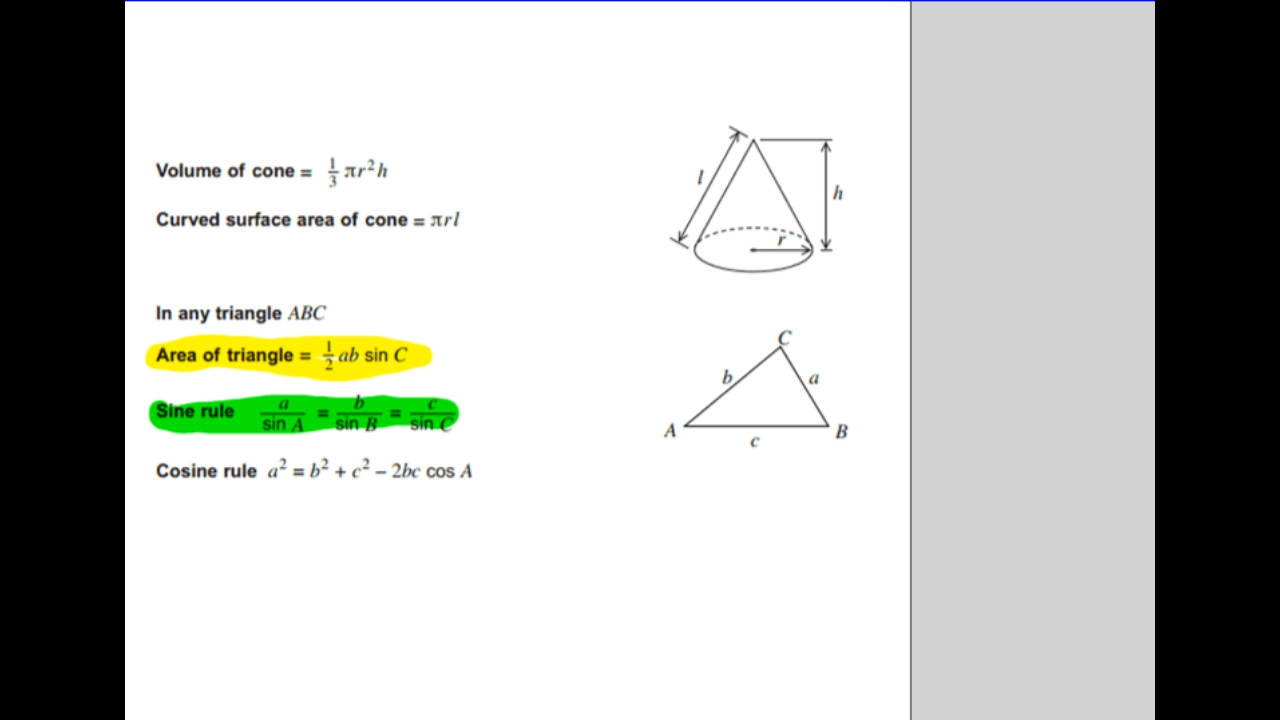 Volume of cone = 1/3 πr²h
Curved surface area of cone = πrl
l
h
r
In any triangle ABC
Area of triangle = 1/2 ab sin C
Sine rule a/sin A = b/sin B = c/sin C
Cosine rule a² = b² + c² – 2bc cos A
C
b
a
A
B
c